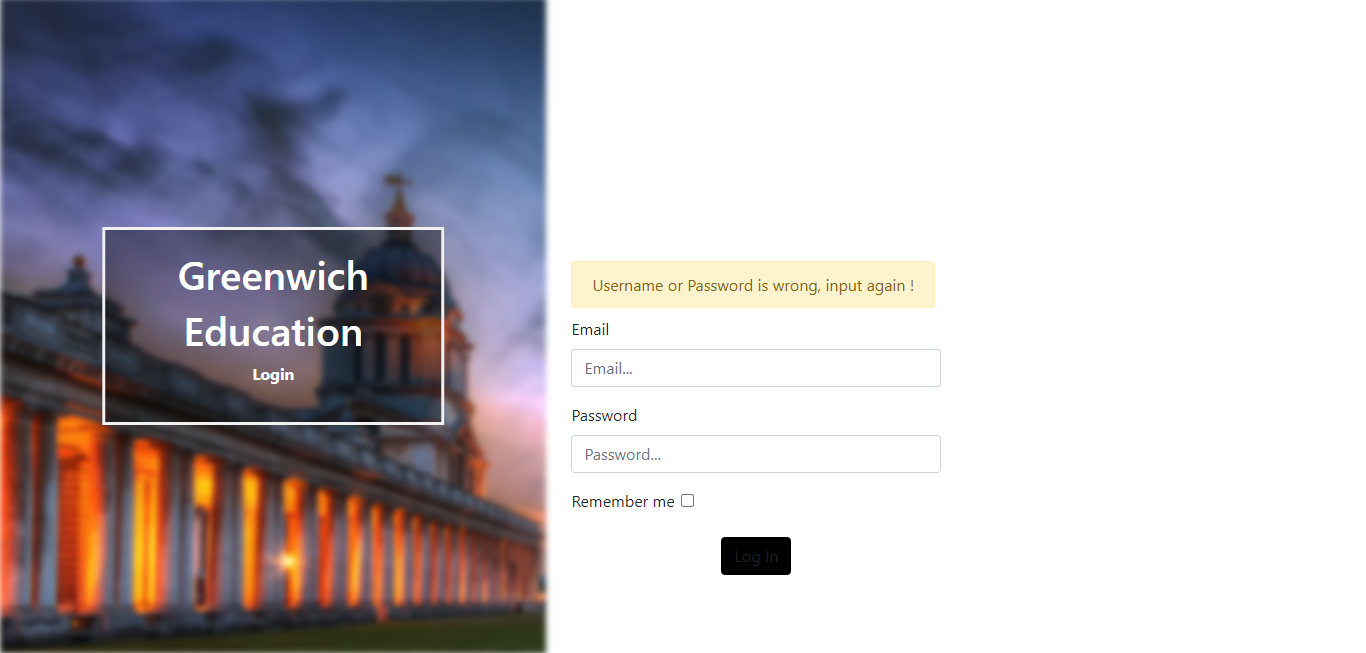 Greenwich
Education
Login
Username or Password is wrong, input again !
Email
Email...
Password
Password...
Remember me
Log In